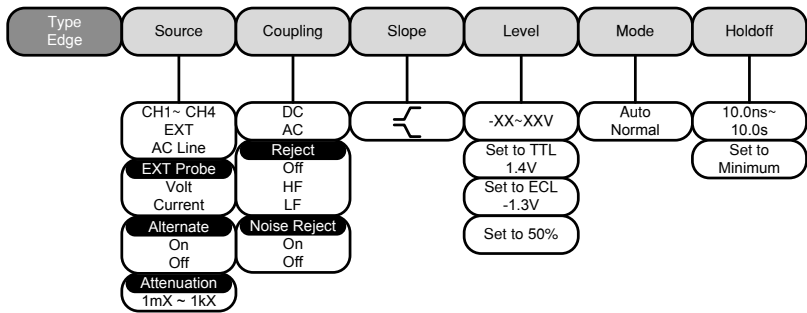 Type
Edge
Source
Coupling
Slope
Level
Mode
Holdoff
CH1~ CH4
EXT
AC Line
EXT Probe
Volt
Current
Alternate
On
Off
Attenuation
1mX ~ 1kX
DC
AC
Reject
Off
HF
LF
Noise Reject
On
Off
-XX~XXV
Set to TTL
1.4V
Set to ECL
-1.3V
Set to 50%
Auto
Normal
10.0ns~
10.0s
Set to
Minimum